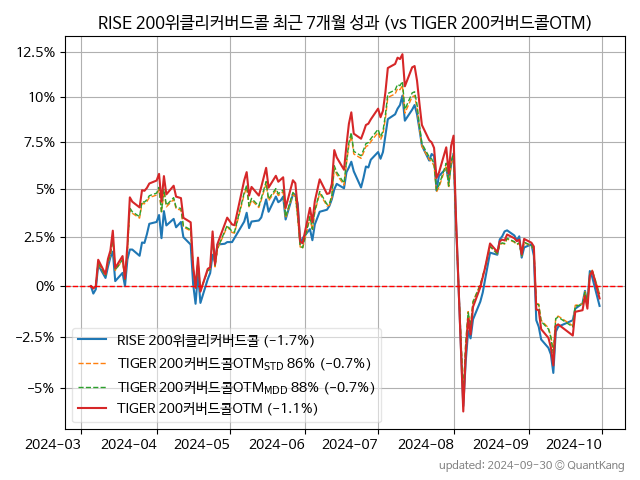 RISE 200위클리커버드콜 최근 7개월 성과 (vs TIGER 200커버드콜OTM)
12.5%
10%
7.5%
5%
2.5%
0%
−2.5%
−5%
RISE 200위클리커버드콜 (−1.7%)
TIGER 200커버드콜OTM_STD 86% (−0.7%)
TIGER 200커버드콜OTM_MDD 88% (−0.7%)
TIGER 200커버드콜OTM (−1.1%)
2024-03 2024-04 2024-05 2024-06 2024-07 2024-08 2024-09 2024-10
updated: 2024-09-30 © QuantKang